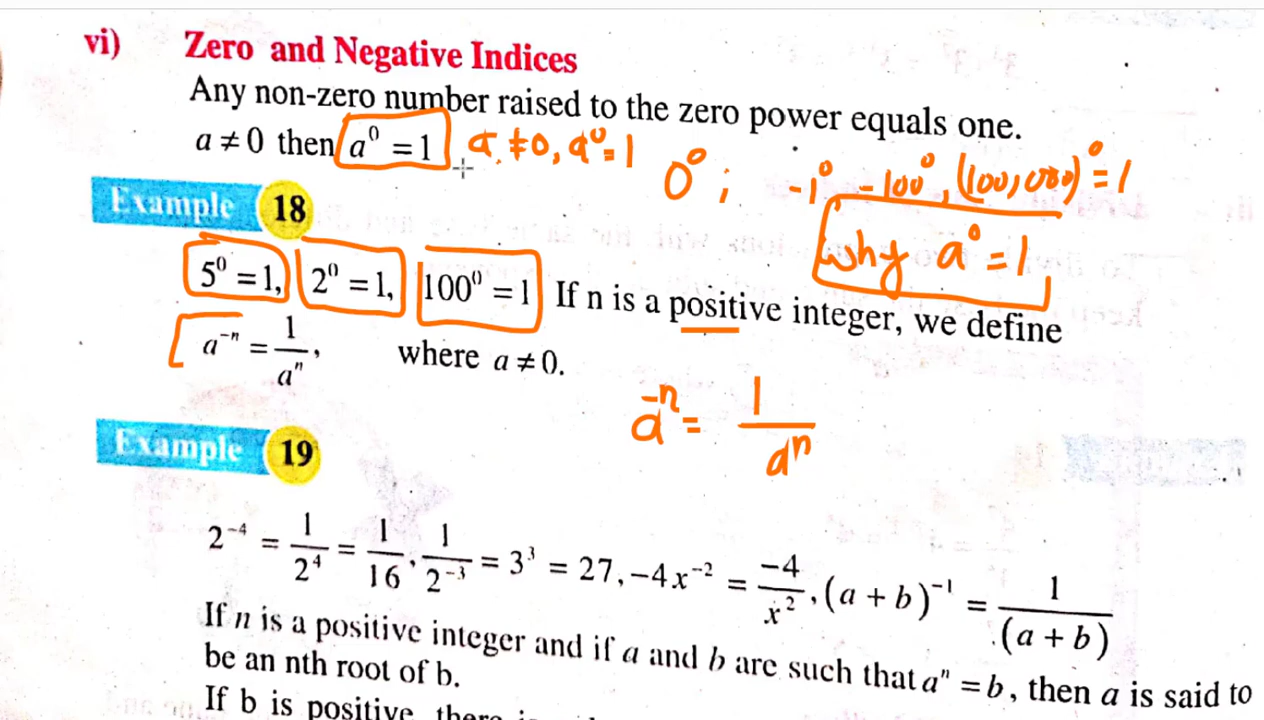 vi) Zero and Negative Indices
Any non-zero number raised to the zero power equals one.
a ≠ 0 then a⁰ = 1 a ≠ 0, a⁰ = 1 0⁰ ; -1⁰ -100⁰, (100,000)⁰ = 1
Example 18
why a⁰ = 1
5⁰ = 1, 2⁰ = 1, 100⁰ = 1 If n is a positive integer, we define
a⁻ⁿ = 1/aⁿ, where a ≠ 0.
a⁻ⁿ = 1/aⁿ
Example 19
2⁻⁴ = 1/2⁴ = 1/16, 1/2⁻³ = 3³ = 27, -4x⁻² = -4/x², (a + b)⁻¹ = 1/(a + b)
If n is a positive integer and if a and b are such that aⁿ = b, then a is said to
be an nth root of b.
If b is positive, there